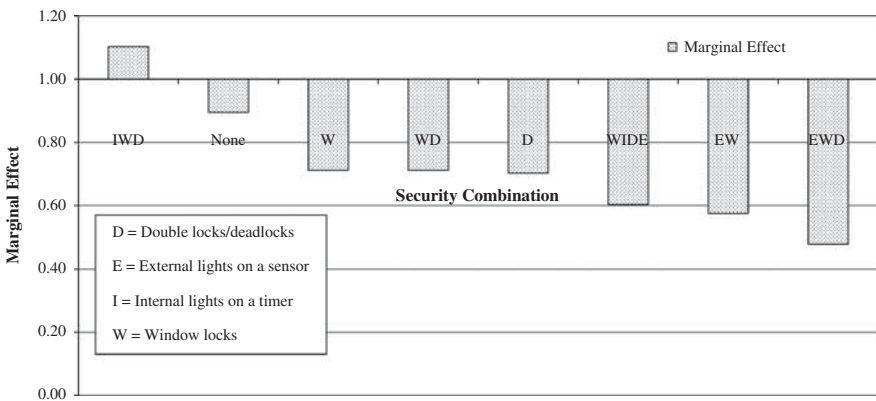 1.20
Marginal Effect
1.00
IWD None W WD D WIDE EW EWD
0.80
Security Combination
0.60
D = Double locks/deadlocks
E = External lights on a sensor
0.40
I = Internal lights on a timer
W = Window locks
0.20
0.00
Marginal Effect